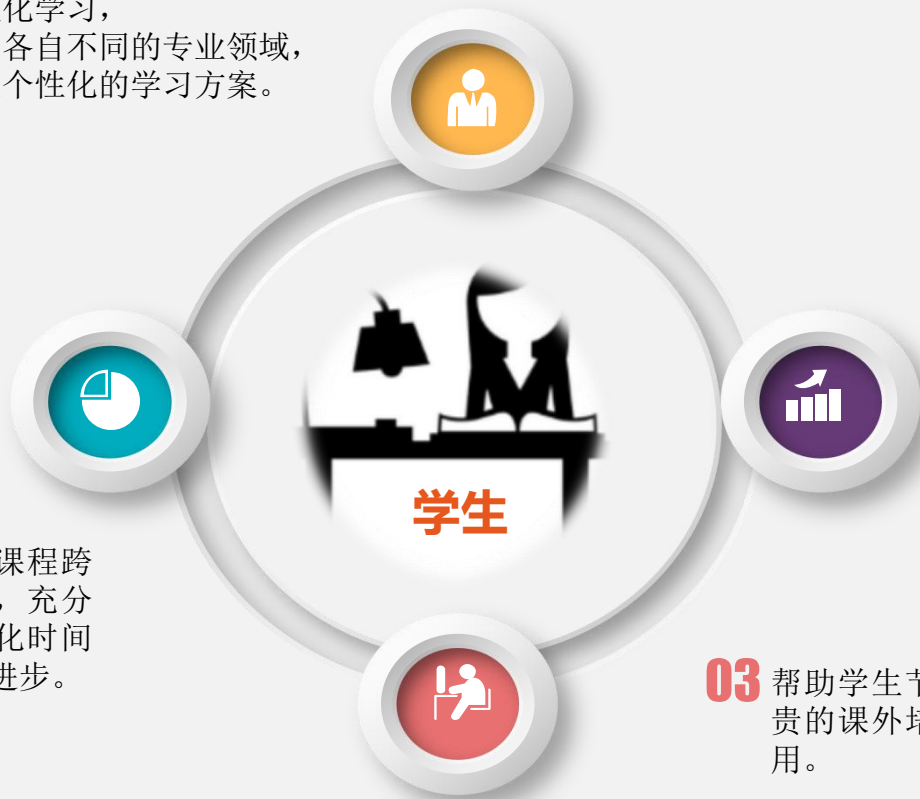 化学习，
各自不同的专业领域，
个性化的学习方案。
学生
课程跨
，充分
化时间
进步。
03 帮助学生节
贵的课外培
用。